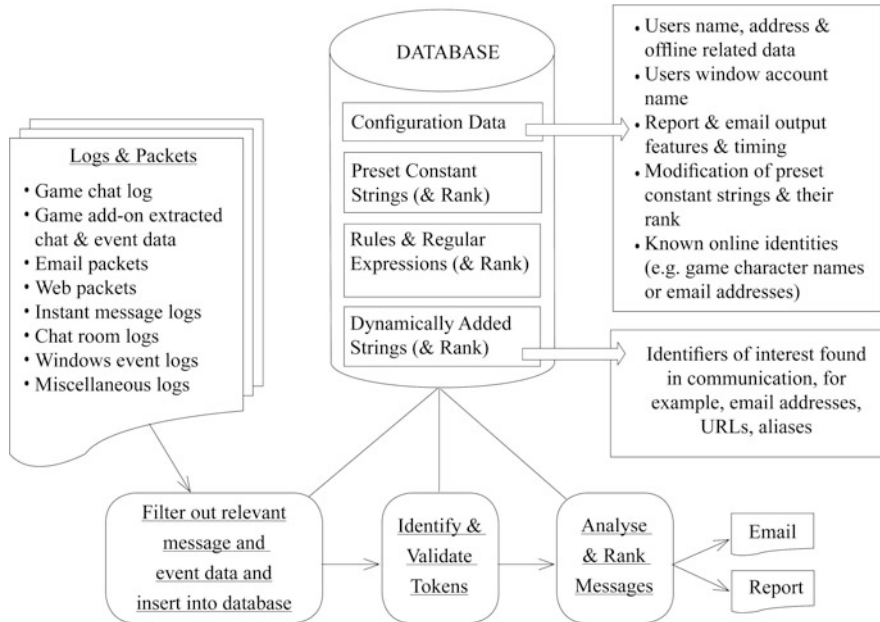 Logs & Packets
• Game chat log
• Game add-on extracted
chat & event data
• Email packets
• Web packets
• Instant message logs
• Chat room logs
• Windows event logs
• Miscellaneous logs
DATABASE
Configuration Data
Preset Constant
Strings (& Rank)
Rules & Regular
Expressions (& Rank)
Dynamically Added
Strings (& Rank)
• Users name, address &
offline related data
• Users window account
name
• Report & email output
features & timing
• Modification of preset
constant strings & their
rank
• Known online identities
(e.g. game character names
or email addresses)
Identifiers of interest found
in communication, for
example, email addresses,
URLs, aliases
Filter out relevant
message and
event data and
insert into database
Identify &
Validate
Tokens
Analyse
& Rank
Messages
Email
Report